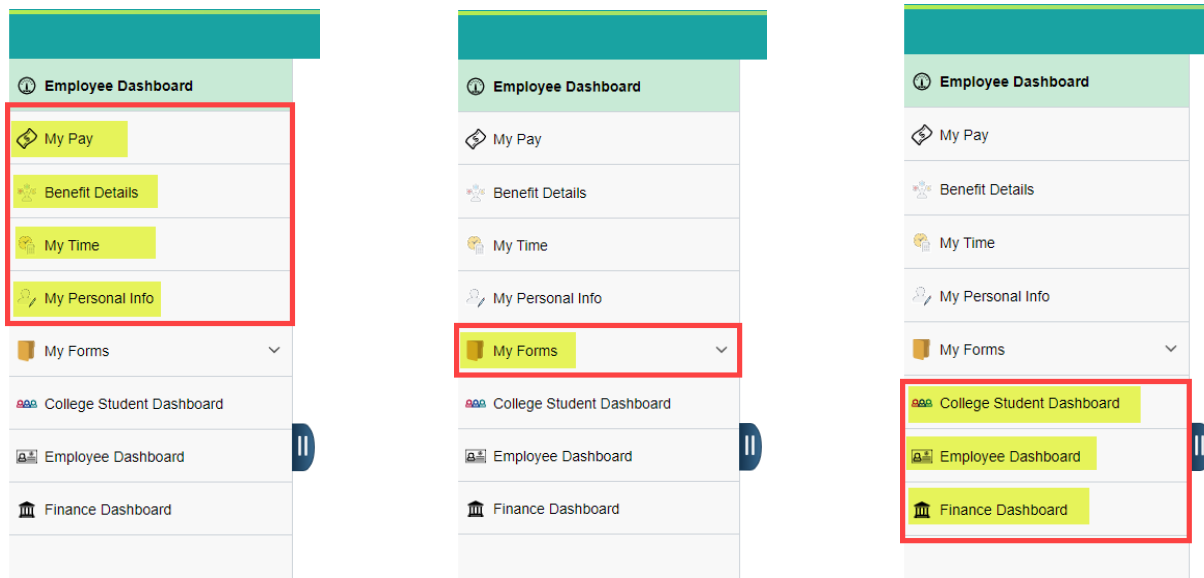 Employee Dashboard
My Pay
Benefit Details
My Time
My Personal Info
My Forms
College Student Dashboard
Employee Dashboard
Finance Dashboard
Employee Dashboard
My Pay
Benefit Details
My Time
My Personal Info
My Forms
College Student Dashboard
Employee Dashboard
Finance Dashboard
Employee Dashboard
My Pay
Benefit Details
My Time
My Personal Info
My Forms
College Student Dashboard
Employee Dashboard
Finance Dashboard